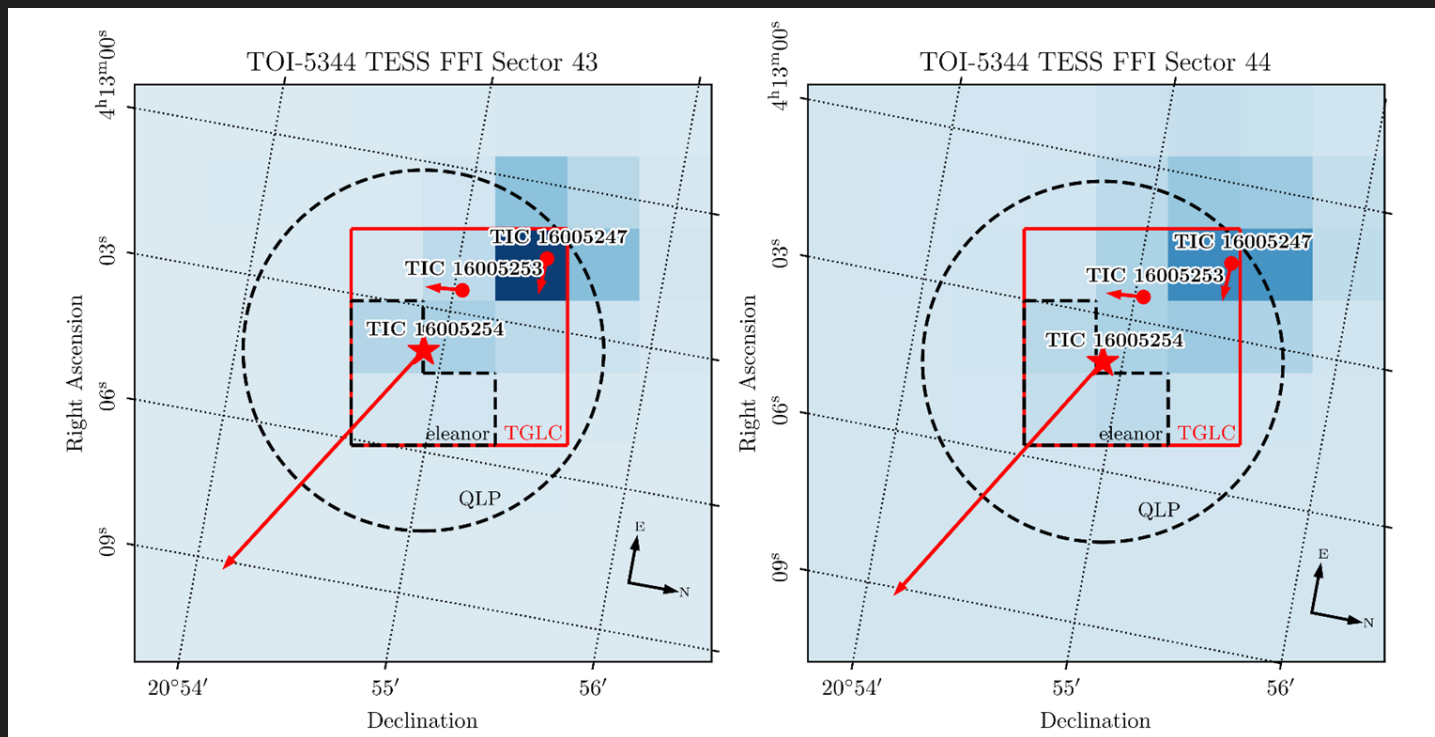 TOI-5344 TESS FFI Sector 43
4ʰ13ᵐ00ˢ
03ˢ
06ˢ
09ˢ
Right Ascension
TIC 16005247
TIC 16005253
TIC 16005254
eleanor
TGLC
QLP
E
N
20°54′
55′
56′
Declination
TOI-5344 TESS FFI Sector 44
4ʰ13ᵐ00ˢ
03ˢ
06ˢ
09ˢ
Right Ascension
TIC 16005247
TIC 16005253
TIC 16005254
eleanor
TGLC
QLP
E
N
20°54′
55′
56′
Declination